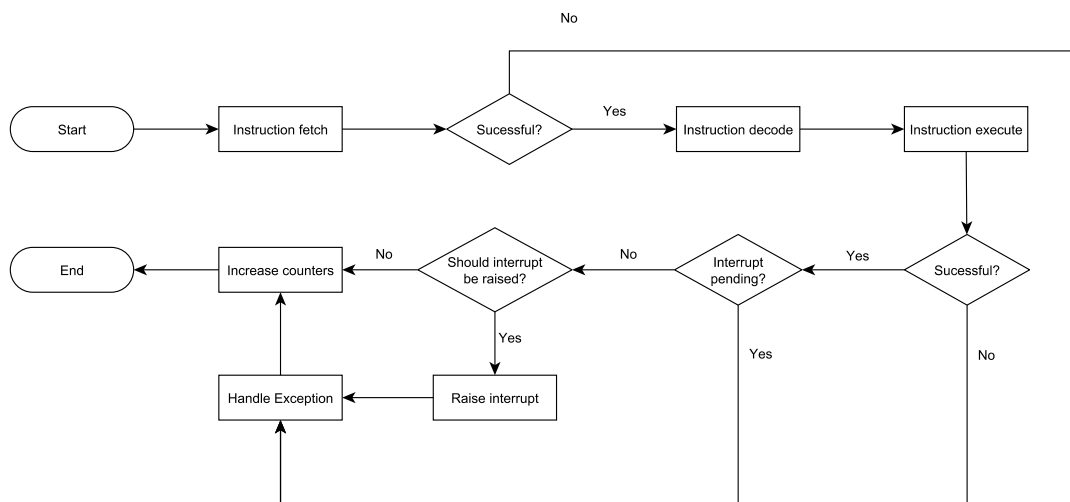 No
Start
Instruction fetch
Sucessful?
Yes
Instruction decode
Instruction execute
End
Increase counters
No
Should interrupt
be raised?
No
Interrupt
pending?
Yes
Sucessful?
Yes
Yes
No
Handle Exception
Raise interrupt